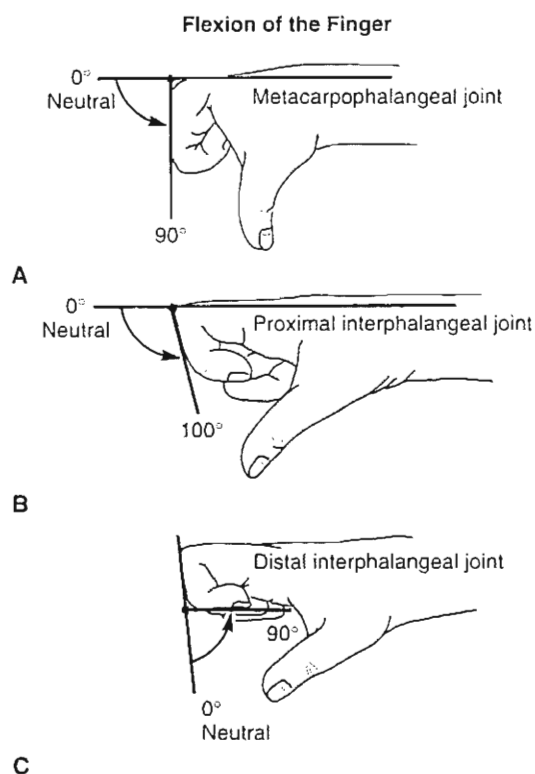 Flexion of the Finger
0°
Neutral
Metacarpophalangeal joint
90°
A
0°
Neutral
Proximal interphalangeal joint
100°
B
Distal interphalangeal joint
90°
0°
Neutral
C